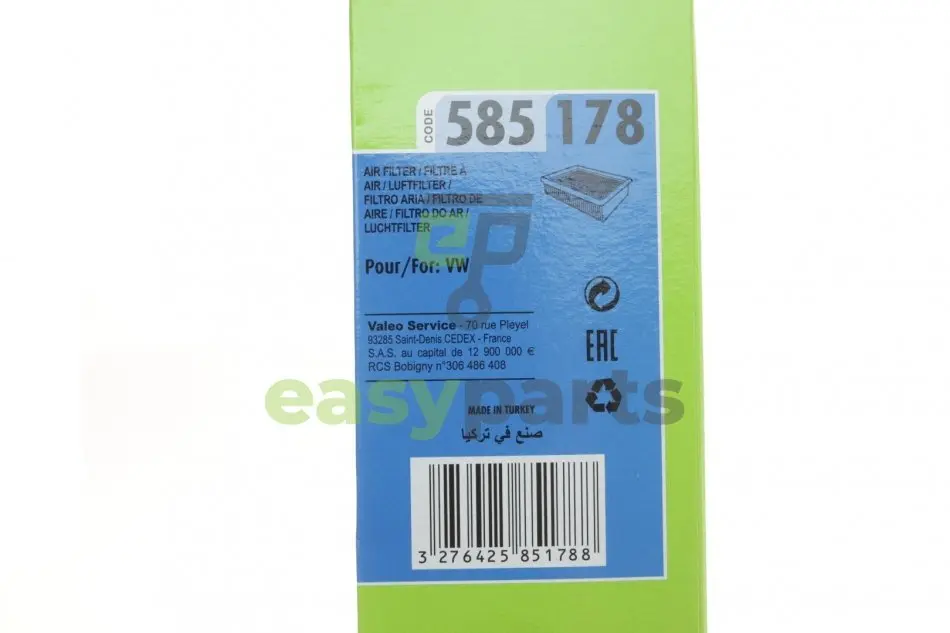 CODE 585 178
AIR FILTER / FILTRE À
AIR / LUFTFILTER /
FILTRO ARIA / FILTRO DE
AIRE / FILTRO DO AR /
LUCHTFILTER
Pour/For: VW
Valeo Service - 70 rue Pleyel
93285 Saint-Denis CEDEX - France
S.A.S. au capital de 12 900 000 €
RCS Bobigny n°306 486 408
EAC
easyparts
MADE IN TURKEY
صنع في تركيا
3 276425 851788